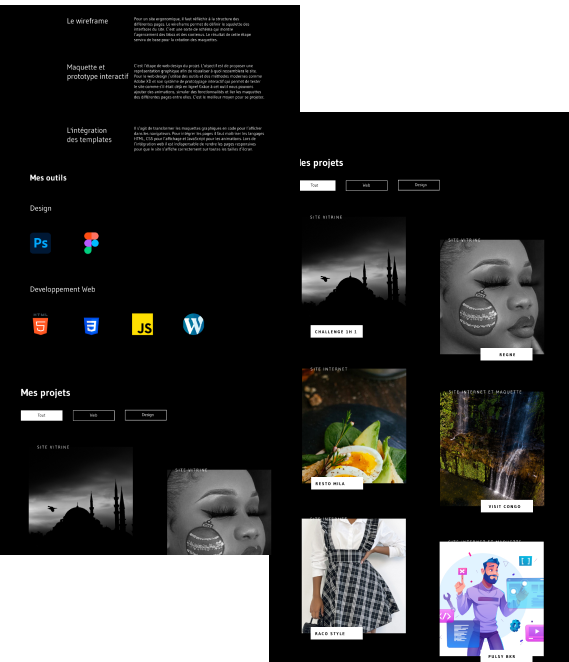 Le wireframe
Pour un site ergonomique, il faut réfléchir à la structure des
différentes pages. Le wireframe permet de définir le squelette des
interfaces du site. C'est une sorte de schéma qui montre
l'agencement des blocs et des contenus. Le résultat de cette étape
servira de base pour la création des maquettes.
Maquette et
prototype interactif
C'est l'étape de web design du projet. L'objectif est de proposer une
représentation graphique afin de visualiser à quoi ressemblera le site.
Pour le web design j'utilise des outils et des méthodes modernes comme
Adobe XD et son système de prototypage interactif qui permet de tester
le site comme s'il était déjà en ligne! Grâce à cet outil nous pouvons
ajouter des animations, simuler des fonctionnalités et lier les maquettes
des différentes pages entre elles. C'est le meilleur moyen pour se projeter.
L'intégration
des templates
Il s'agit de transformer les maquettes graphiques en code pour l'afficher
dans les navigateurs. Pour intégrer les pages il faut maîtriser les langages
HTML, CSS pour l'affichage et JavaScript pour les animations. Lors de
l'intégration web il est indispensable de rendre les pages responsives
pour que le site s'affiche correctement sur toutes les tailles d'écran.
Mes outils
Design
Ps
Developpement Web
HTML
5
3
JS
W
Mes projets
Tout
Web
Design
SITE VITRINE
SITE VITRINE
les projets
Tout
Web
Design
SITE VITRINE
CHALLENGE 1H 1
SITE VITRINE
REGNE
SITE INTERNET
RESTO MILA
SITE INTERNET ET MAQUETTE
VISIT CONGO
SITE INTERNET
RACO STYLE
SITE INTERNET ET MAQUETTE
PULSY BKB